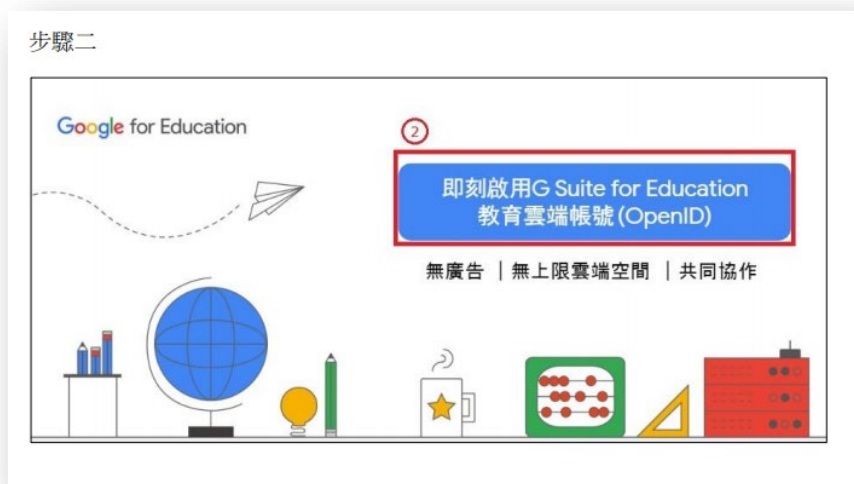 步驟二
Google for Education
②
即刻啟用G Suite for Education
教育雲端帳號(OpenID)
無廣告 | 無上限雲端空間 | 共同協作